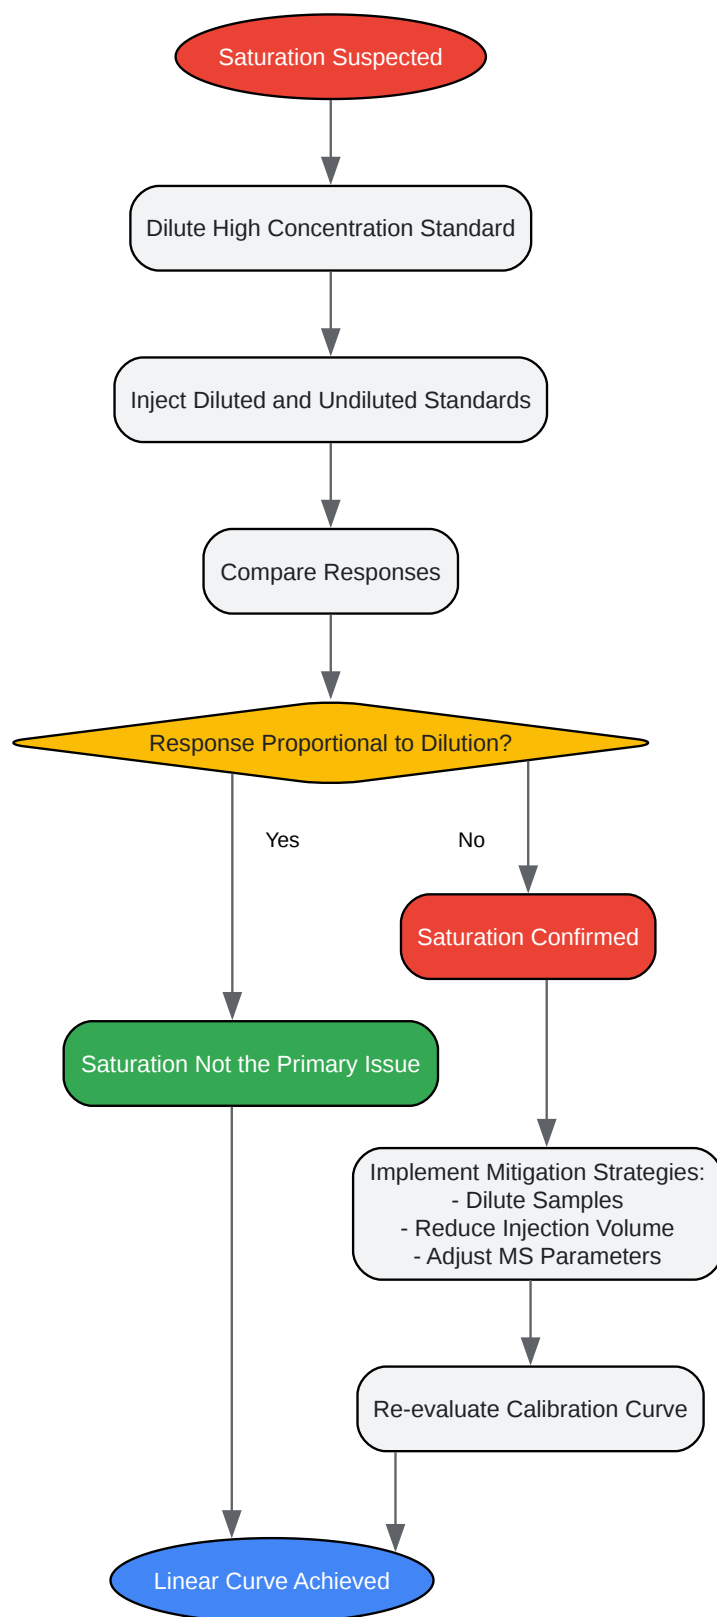 Saturation Suspected
Dilute High Concentration Standard
Inject Diluted and Undiluted Standards
Compare Responses
Response Proportional to Dilution?
Yes
No
Saturation Confirmed
Saturation Not the Primary Issue
Implement Mitigation Strategies:
- Dilute Samples
- Reduce Injection Volume
- Adjust MS Parameters
Re-evaluate Calibration Curve
Linear Curve Achieved